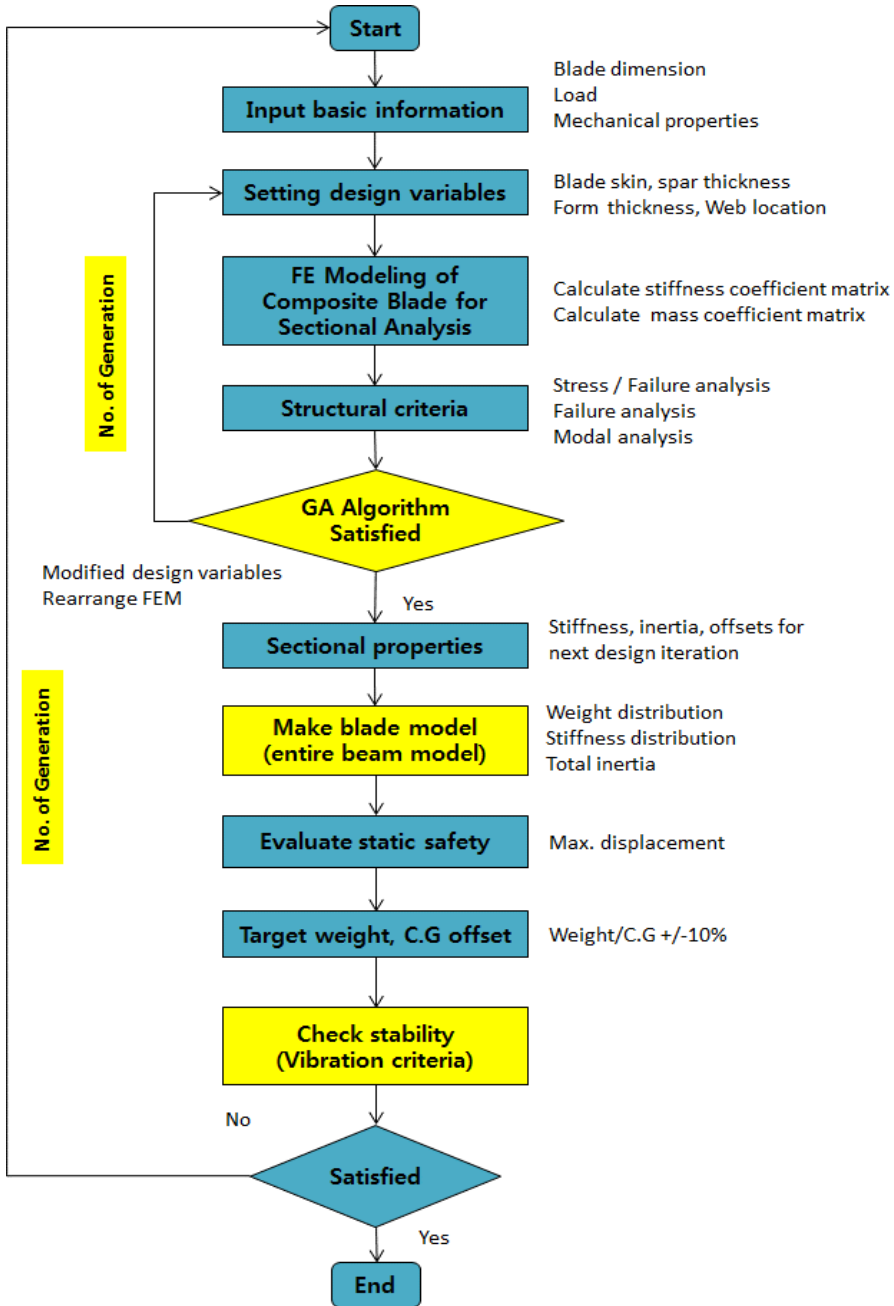 Start
Blade dimension
Load
Mechanical properties
Input basic information
Setting design variables
Blade skin, spar thickness
Form thickness, Web location
No. of Generation
FE Modeling of
Composite Blade for
Sectional Analysis
Calculate stiffness coefficient matrix
Calculate mass coefficient matrix
Structural criteria
Stress / Failure analysis
Failure analysis
Modal analysis
GA Algorithm
Satisfied
Modified design variables
Rearrange FEM
Yes
Sectional properties
Stiffness, inertia, offsets for
next design iteration
No. of Generation
Make blade model
(entire beam model)
Weight distribution
Stiffness distribution
Total inertia
Evaluate static safety
Max. displacement
Target weight, C.G offset
Weight/C.G +/-10%
Check stability
(Vibration criteria)
No
Satisfied
Yes
End